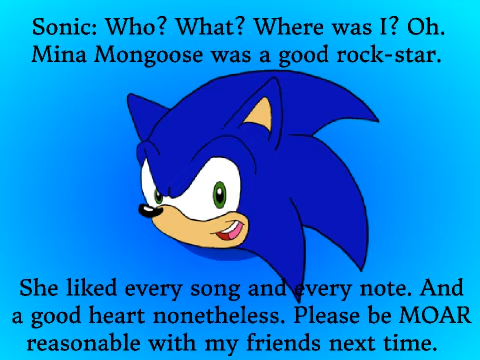 Sonic: Who? What? Where was I? Oh.
Mina Mongoose was a good rock-star.
She liked every song and every note. And
a good heart nonetheless. Please be MOAR
reasonable with my friends next time.